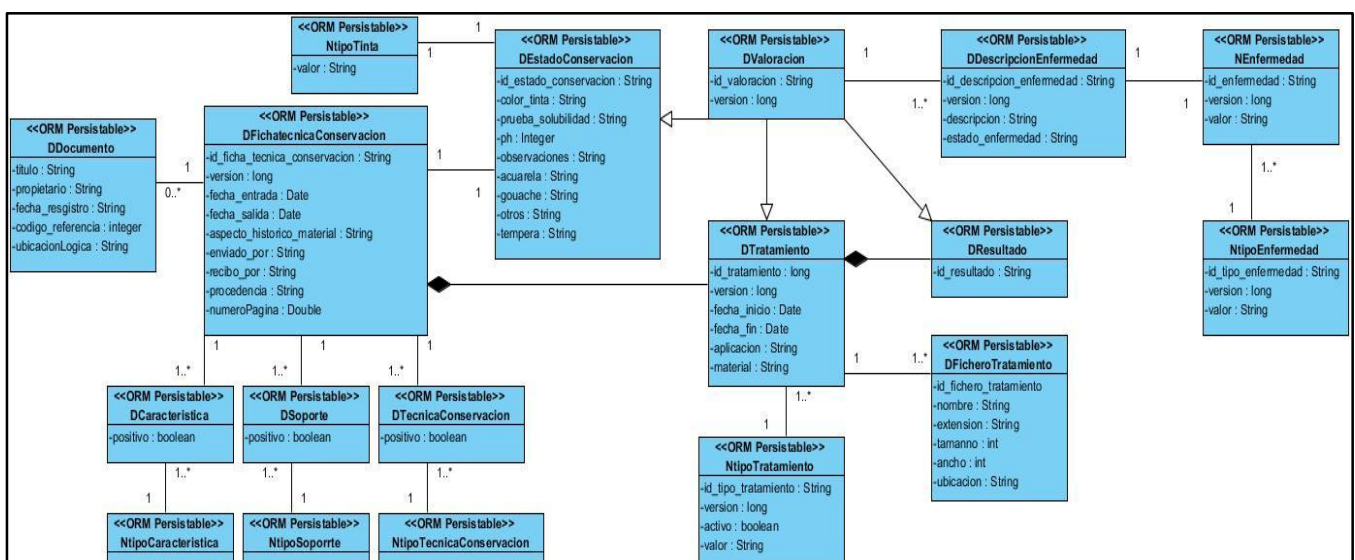 <<ORM Persistable>>
NtipoTinta
-valor : String
1
1
<<ORM Persistable>>
DEstadoConservacion
-id_estado_conservacion : String
-color_tinta : String
-prueba_solubilidad : String
-ph : Integer
-observaciones : String
-acuarela : String
-gouache : String
-otros : String
-tempera : String
<<ORM Persistable>>
DValoracion
-id_valoracion : String
-version : long
1
1..*
<<ORM Persistable>>
DDescripcionEnfermedad
-id_descripcion_enfermedad : String
-version : long
-descripcion : String
-estado_enfermedad : String
1
1
<<ORM Persistable>>
NEnfermedad
-id_enfermedad : String
-version : long
-valor : String
1..*
1
<<ORM Persistable>>
NtipoEnfermedad
-id_tipo_enfermedad : String
-version : long
-valor : String
<<ORM Persistable>>
DDocumento
-titulo : String
-propietario : String
-fecha_resgistro : String
-codigo_referencia : integer
-ubicacionLogica : String
1
0..*
<<ORM Persistable>>
DFichatecnicaConservacion
-id_ficha_tecnica_conservacion : String
-version : long
-fecha_entrada : Date
-fecha_salida : Date
-aspecto_historico_material : String
-enviado_por : String
-recibo_por : String
-procedencia : String
-numeroPagina : Double
1
1
<<ORM Persistable>>
DTratamiento
-id_tratamiento : long
-version : long
-fecha_inicio : Date
-fecha_fin : Date
-aplicacion : String
-material : String
<<ORM Persistable>>
DResultado
-id_resultado : String
1
1..*
<<ORM Persistable>>
DFicheroTratamiento
-id_fichero_tratamiento
-nombre : String
-extension : String
-tamanno : int
-ancho : int
-ubicacion : String
1
1
1
1..*
1..*
1..*
<<ORM Persistable>>
DCaracteristica
-positivo : boolean
<<ORM Persistable>>
DSoporte
-positivo : boolean
<<ORM Persistable>>
DTecnicaConservacion
-positivo : boolean
1..*
1
<<ORM Persistable>>
NtipoTratamiento
-id_tipo_tratamiento : String
-version : long
-activo : boolean
-valor : String
1..*
1..*
1..*
1
1
1
<<ORM Persistable>>
NtipoCaracteristica
<<ORM Persistable>>
NtipoSoporrte
<<ORM Persistable>>
NtipoTecnicaConservacion